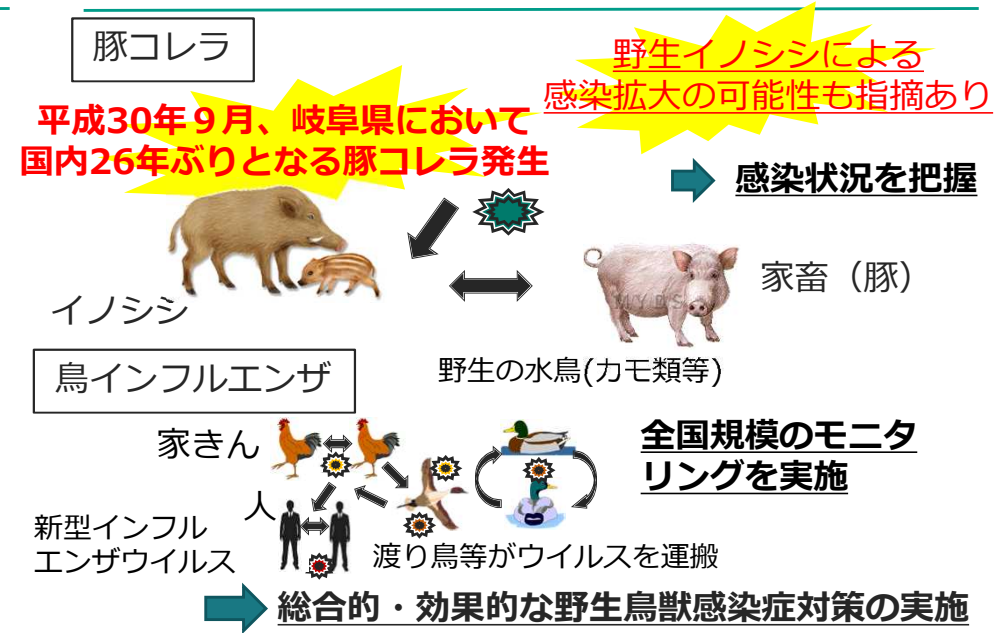 豚コレラ
野生イノシシによる
感染拡大の可能性も指摘あり
平成30年９月、岐阜県において
国内26年ぶりとなる豚コレラ発生
感染状況を把握
家畜（豚）
イノシシ
MYDS
野生の水鳥(カモ類等)
鳥インフルエンザ
家きん
全国規模のモニタ
リングを実施
人
新型インフル
エンザウイルス
渡り鳥等がウイルスを運搬
総合的・効果的な野生鳥獣感染症対策の実施